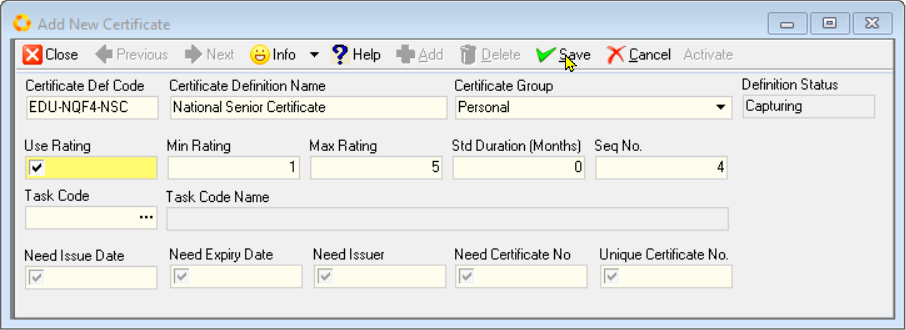 Add New Certificate
Close Previous Next Info Help Add Delete Save Cancel Activate
Certificate Def Code Certificate Definition Name Certificate Group Definition Status
EDU-NQF4-NSC National Senior Certificate Personal Capturing
Use Rating Min Rating Max Rating Std Duration (Months) Seq No.
1 5 0 4
Task Code Task Code Name
...
Need Issue Date Need Expiry Date Need Issuer Need Certificate No Unique Certificate No.